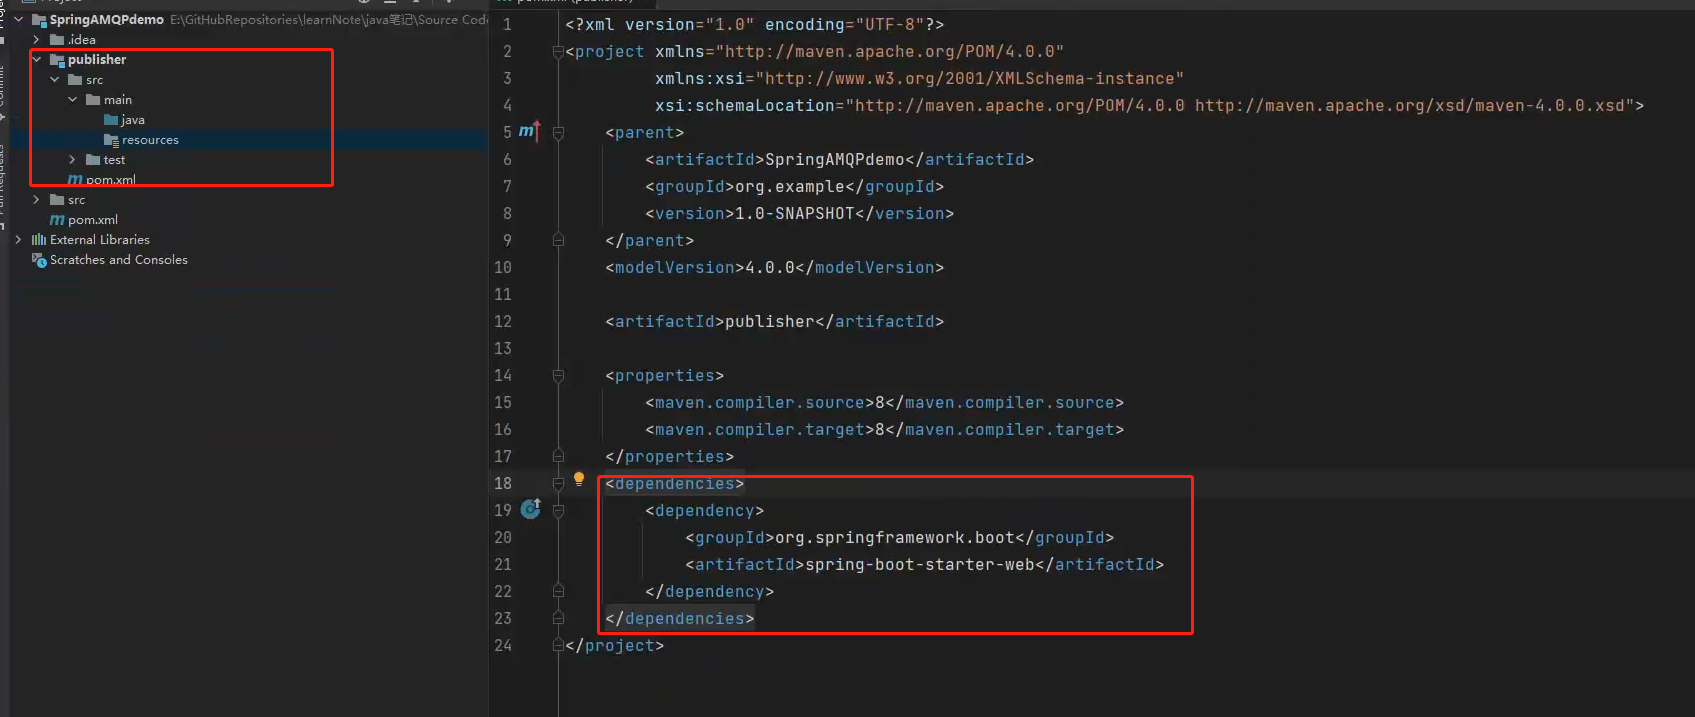 SpringAMQPdemo E:\GitHubRepositories\learnNote\java笔记\Source Code
.idea
publisher
src
main
java
resources
test
pom.xml
src
pom.xml
External Libraries
Scratches and Consoles
1 <?xml version="1.0" encoding="UTF-8"?>
2 <project xmlns="http://maven.apache.org/POM/4.0.0"
3 xmlns:xsi="http://www.w3.org/2001/XMLSchema-instance"
4 xsi:schemaLocation="http://maven.apache.org/POM/4.0.0 http://maven.apache.org/xsd/maven-4.0.0.xsd">
5 <parent>
6 <artifactId>SpringAMQPdemo</artifactId>
7 <groupId>org.example</groupId>
8 <version>1.0-SNAPSHOT</version>
9 </parent>
10 <modelVersion>4.0.0</modelVersion>
11
12 <artifactId>publisher</artifactId>
13
14 <properties>
15 <maven.compiler.source>8</maven.compiler.source>
16 <maven.compiler.target>8</maven.compiler.target>
17 </properties>
18 <dependencies>
19 <dependency>
20 <groupId>org.springframework.boot</groupId>
21 <artifactId>spring-boot-starter-web</artifactId>
22 </dependency>
23 </dependencies>
24 </project>